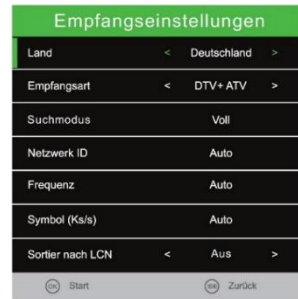 Empfangseinstellungen
Land < Deutschland >
Empfangsart < DTV+ ATV >
Suchmodus Voll
Netzwerk ID Auto
Frequenz Auto
Symbol (Ks/s) Auto
Sortier nach LCN < Aus >
OK Start Zurück